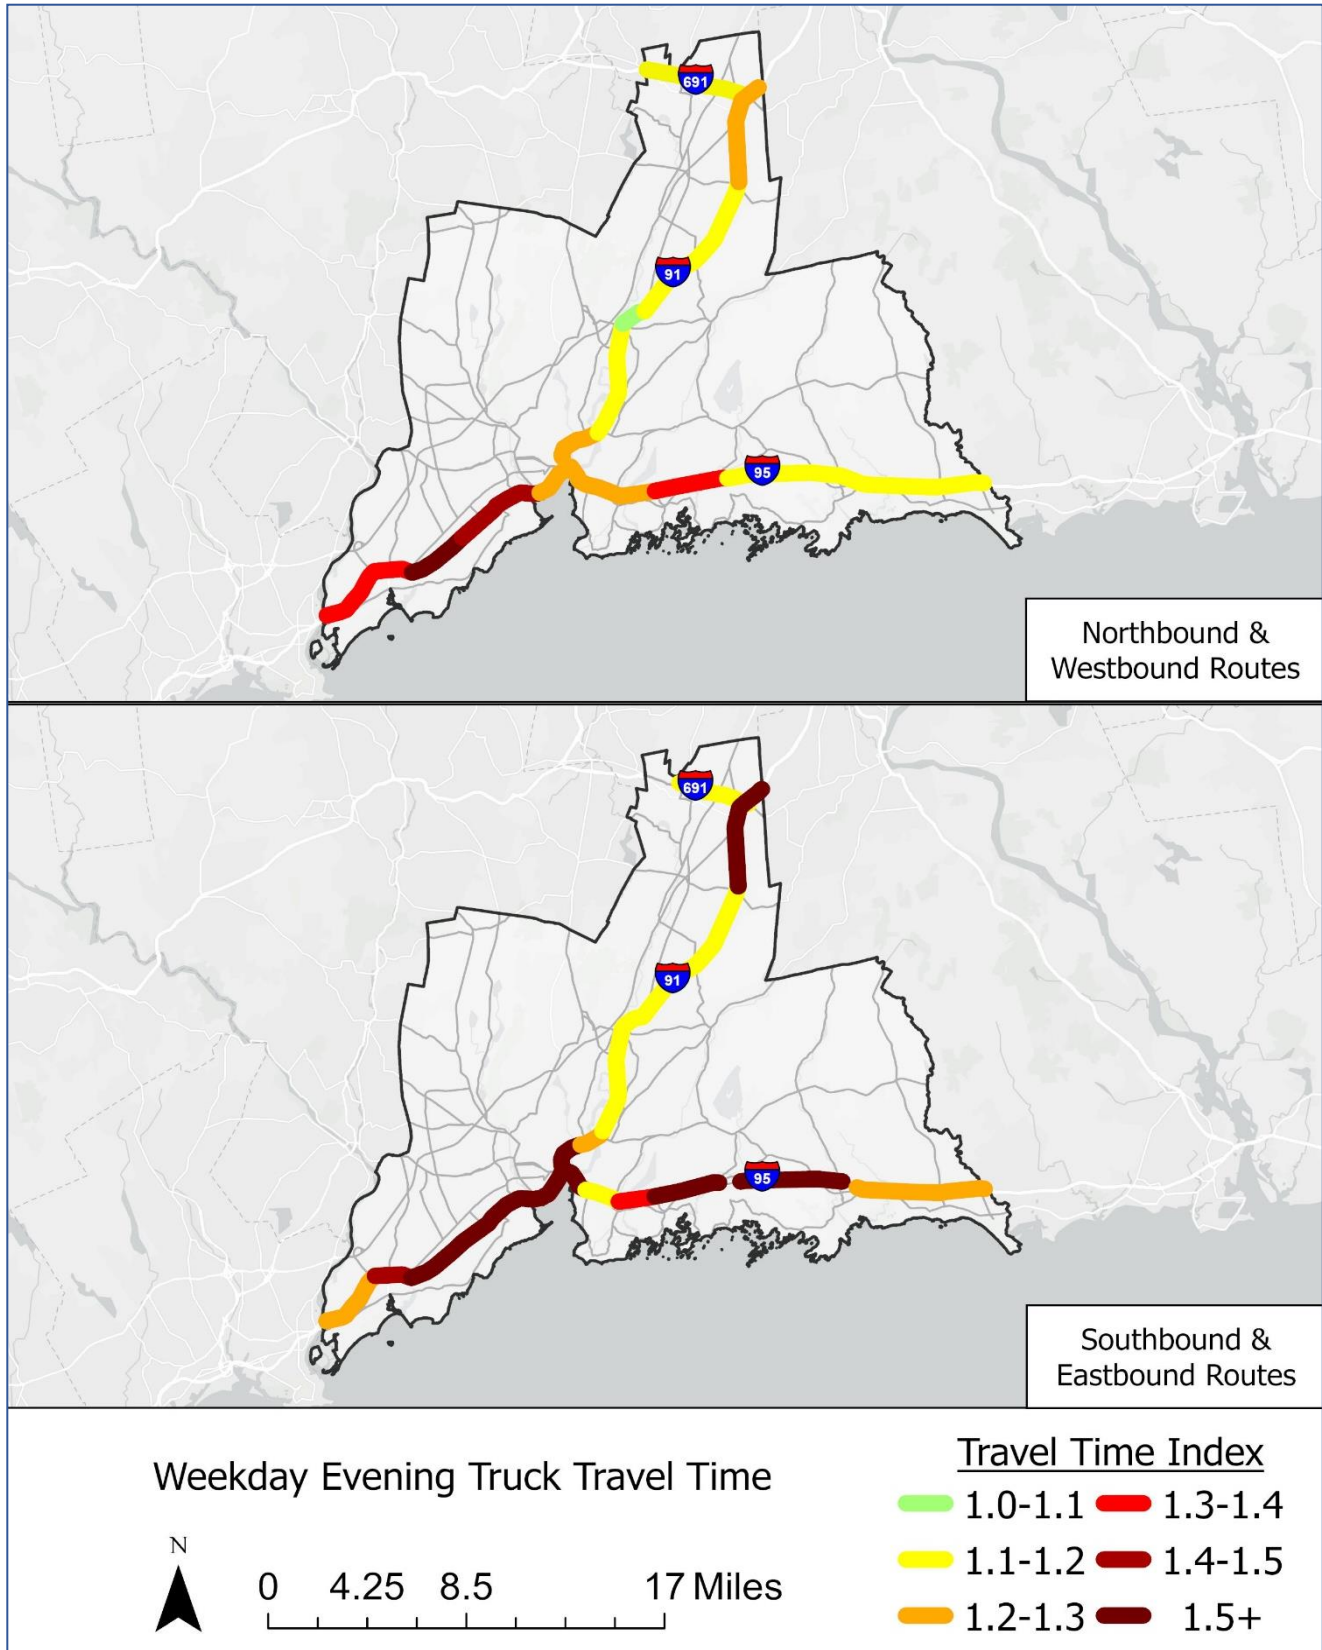 691
91
95
Northbound &
Westbound Routes
691
91
95
Southbound &
Eastbound Routes
Weekday Evening Truck Travel Time
N
0 4.25 8.5 17 Miles
Travel Time Index
1.0-1.1 1.3-1.4
1.1-1.2 1.4-1.5
1.2-1.3 1.5+